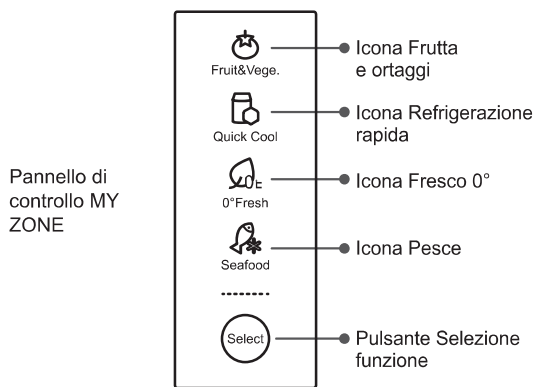 Pannello di
controllo MY
ZONE
Fruit&Vege.
Icona Frutta
e ortaggi
Quick Cool
Icona Refrigerazione
rapida
0°Fresh
Icona Fresco 0°
Seafood
Icona Pesce
Select
Pulsante Selezione
funzione